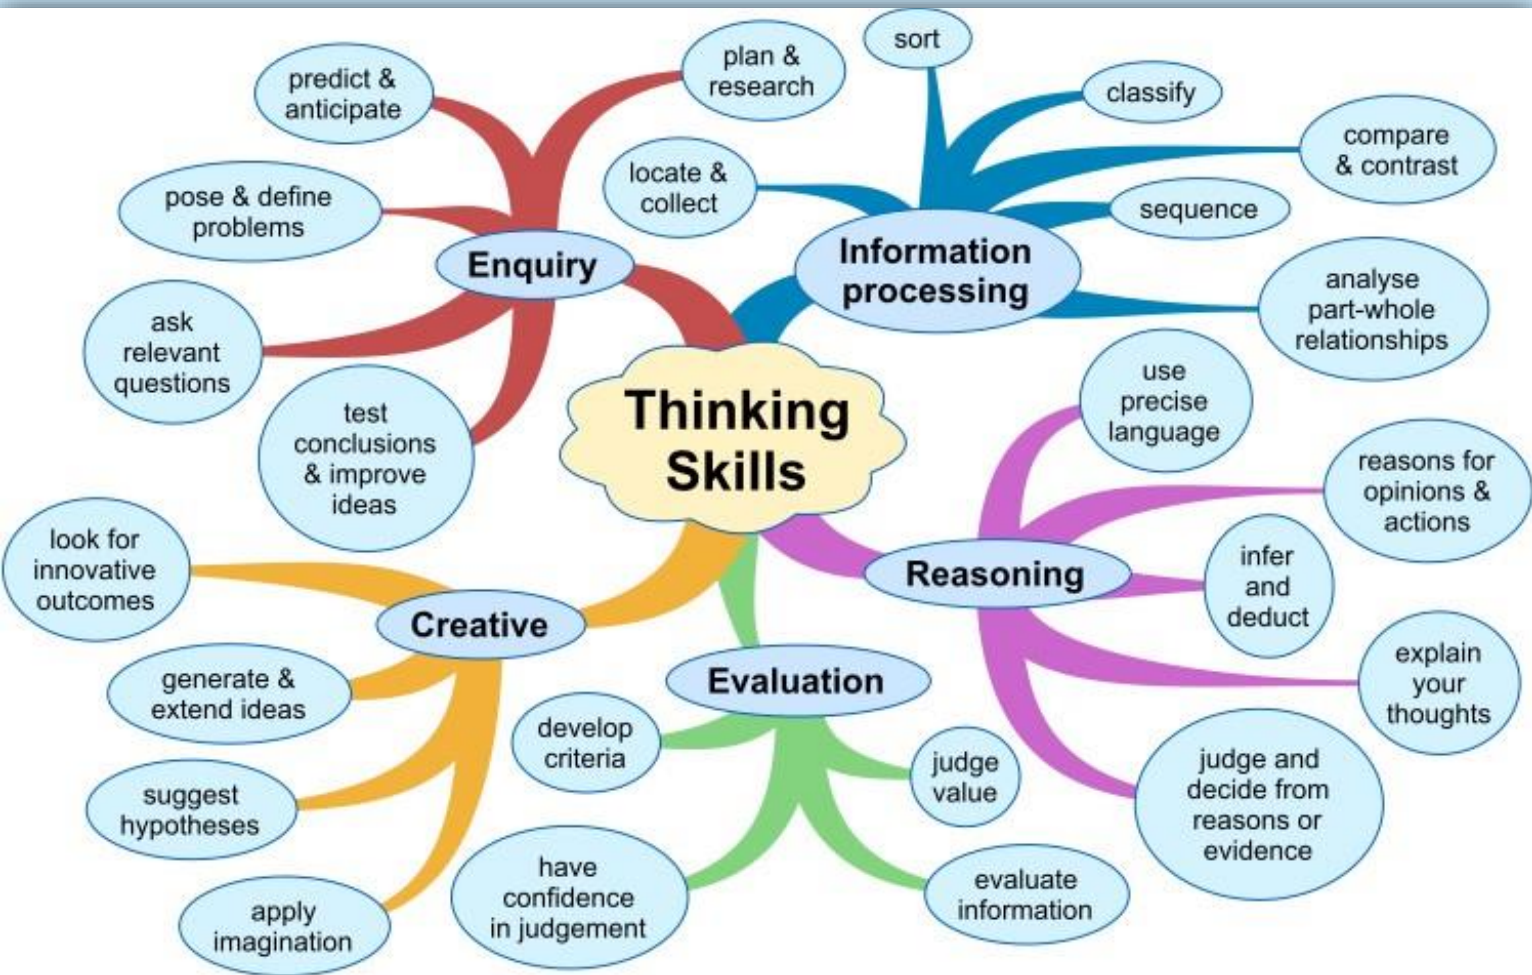 Thinking
Skills
Enquiry
predict &
anticipate
plan &
research
pose & define
problems
ask
relevant
questions
test
conclusions
& improve
ideas
Information
processing
sort
classify
locate &
collect
compare
& contrast
sequence
analyse
part-whole
relationships
Reasoning
use
precise
language
reasons for
opinions &
actions
infer
and
deduct
explain
your
thoughts
judge and
decide from
reasons or
evidence
Evaluation
develop
criteria
judge
value
have
confidence
in judgement
evaluate
information
Creative
look for
innovative
outcomes
generate &
extend ideas
suggest
hypotheses
apply
imagination